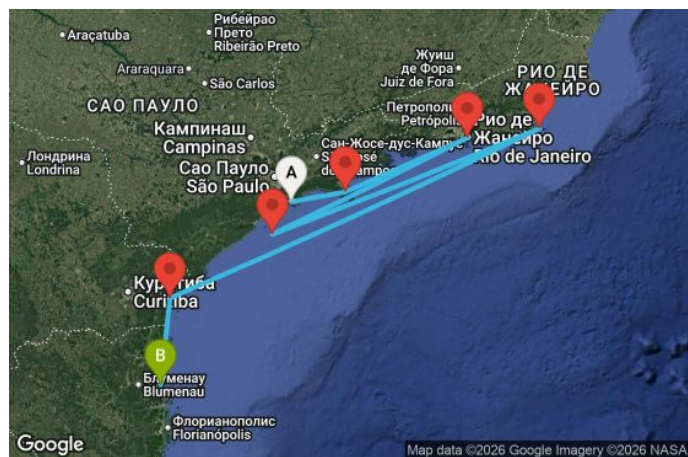 Рибейрао
Прето
Ribeirão Preto
Araçatuba
Araraquara
São Carlos
САО ПАУЛО
Жуиш
де Фора
Juiz de Fora
РИО ДЕ
ЖАНЕЙРО
Петрополис
Petrópolis
Кампинаш
Campinas
Рио де
Жанейро
Rio de Janeiro
Сан-Жосе-дус-Кампус
Лондрина
Londrina
Сао Пауло
São Paulo
A
Curitiba
B
Блуменау
Blumenau
Флорианополис
Florianópolis
Google
Map data ©2026 Google Imagery ©2026 NASA